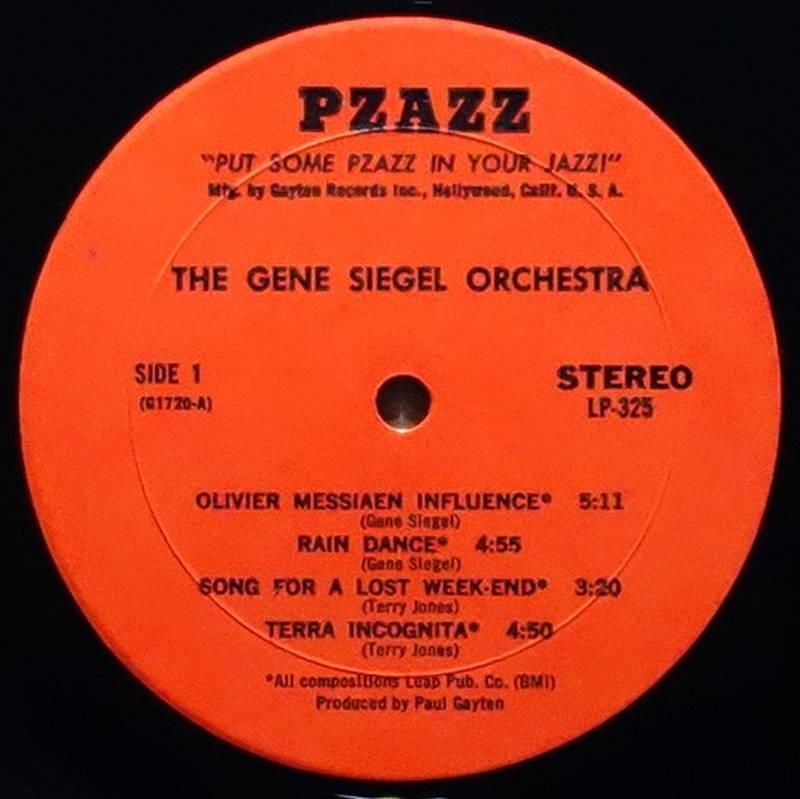 PZAZZ
"PUT SOME PZAZZ IN YOUR JAZZ!"
Mfg. by Gayten Records Inc., Hollywood, Calif. U. S. A.
THE GENE SIEGEL ORCHESTRA
SIDE 1
(G1720-A)
STEREO
LP-325
OLIVIER MESSIAEN INFLUENCE* 5:11
(Gene Siegel)
RAIN DANCE* 4:55
(Gene Siegel)
SONG FOR A LOST WEEK-END* 3:20
(Terry Jones)
TERRA INCOGNITA* 4:50
(Terry Jones)
*All compositions Luap Pub. Co. (BMI)
Produced by Paul Gayten